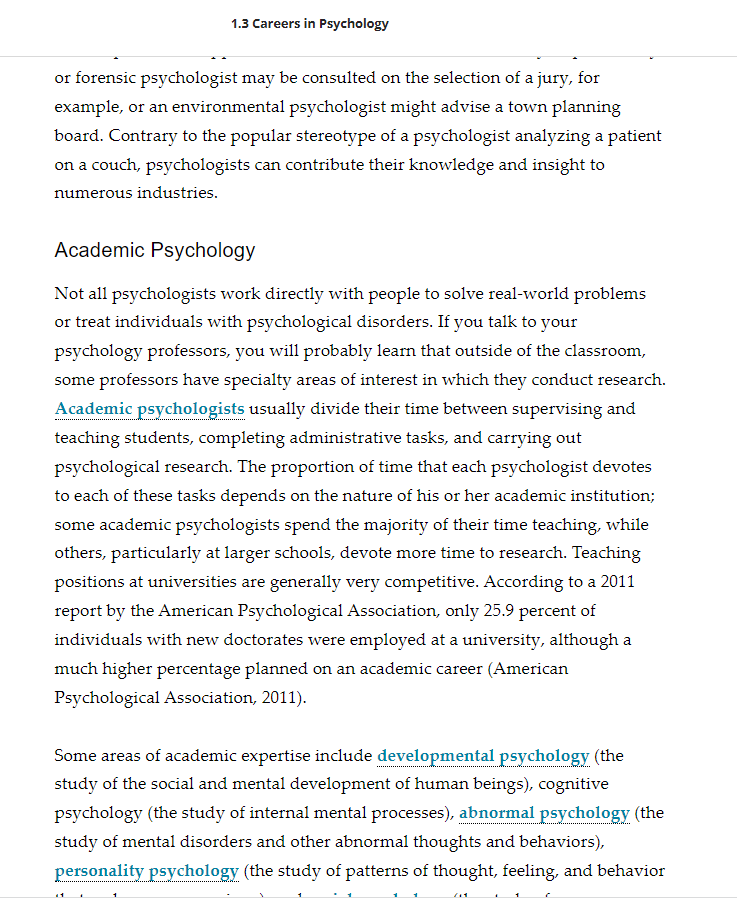 1.3 Careers in Psychology
or forensic psychologist may be consulted on the selection of a jury, for
example, or an environmental psychologist might advise a town planning
board. Contrary to the popular stereotype of a psychologist analyzing a patient
on a couch, psychologists can contribute their knowledge and insight to
numerous industries.
Academic Psychology
Not all psychologists work directly with people to solve real-world problems
or treat individuals with psychological disorders. If you talk to your
psychology professors, you will probably learn that outside of the classroom,
some professors have specialty areas of interest in which they conduct research.
Academic psychologists usually divide their time between supervising and
teaching students, completing administrative tasks, and carrying out
psychological research. The proportion of time that each psychologist devotes
to each of these tasks depends on the nature of his or her academic institution;
some academic psychologists spend the majority of their time teaching, while
others, particularly at larger schools, devote more time to research. Teaching
positions at universities are generally very competitive. According to a 2011
report by the American Psychological Association, only 25.9 percent of
individuals with new doctorates were employed at a university, although a
much higher percentage planned on an academic career (American
Psychological Association, 2011).
Some areas of academic expertise include developmental psychology (the
study of the social and mental development of human beings), cognitive
psychology (the study of internal mental processes), abnormal psychology (the
study of mental disorders and other abnormal thoughts and behaviors),
personality psychology (the study of patterns of thought, feeling, and behavior